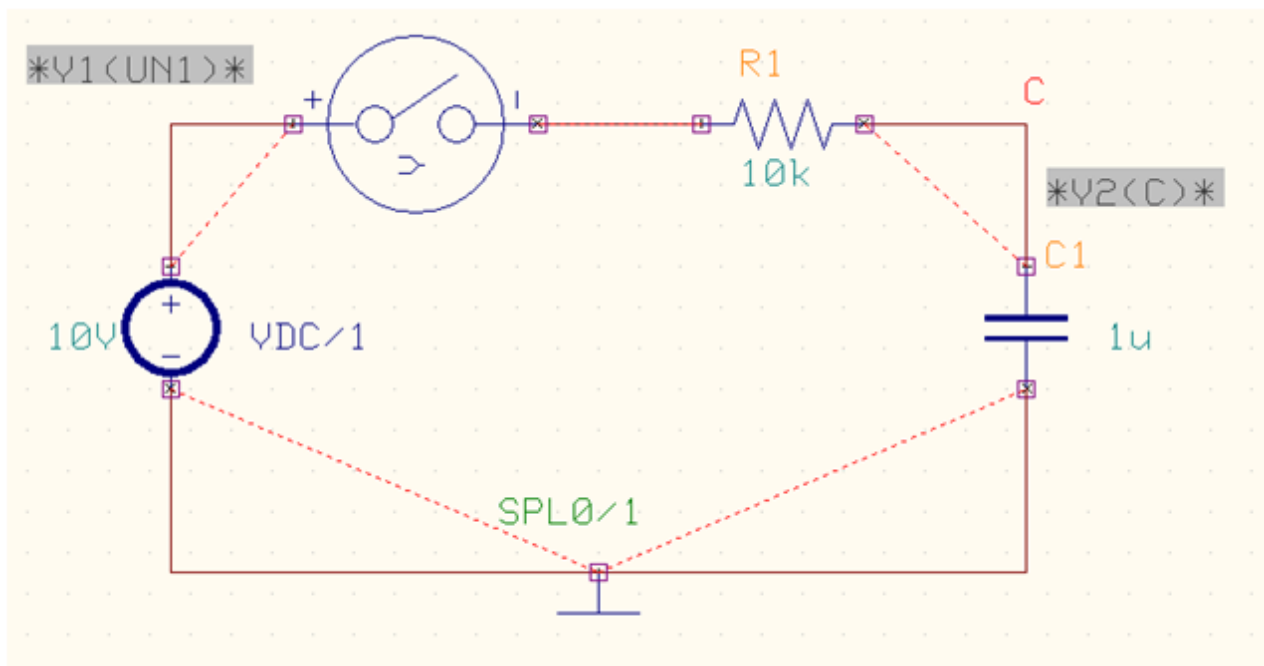 *V1(UN1)*
R1
C
+
10k
*V2(C)*
C1
+
10V
VDC/1
1u
SPL0/1